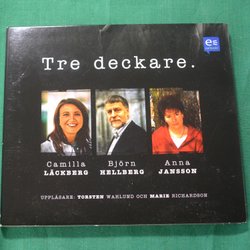 Tre deckare.
Camilla
LÄCKBERG
Björn
HELLBERG
Anna
JANSSON
UPPLÄSARE: TORSTEN WAHLUND OCH MARIE RICHARDSON